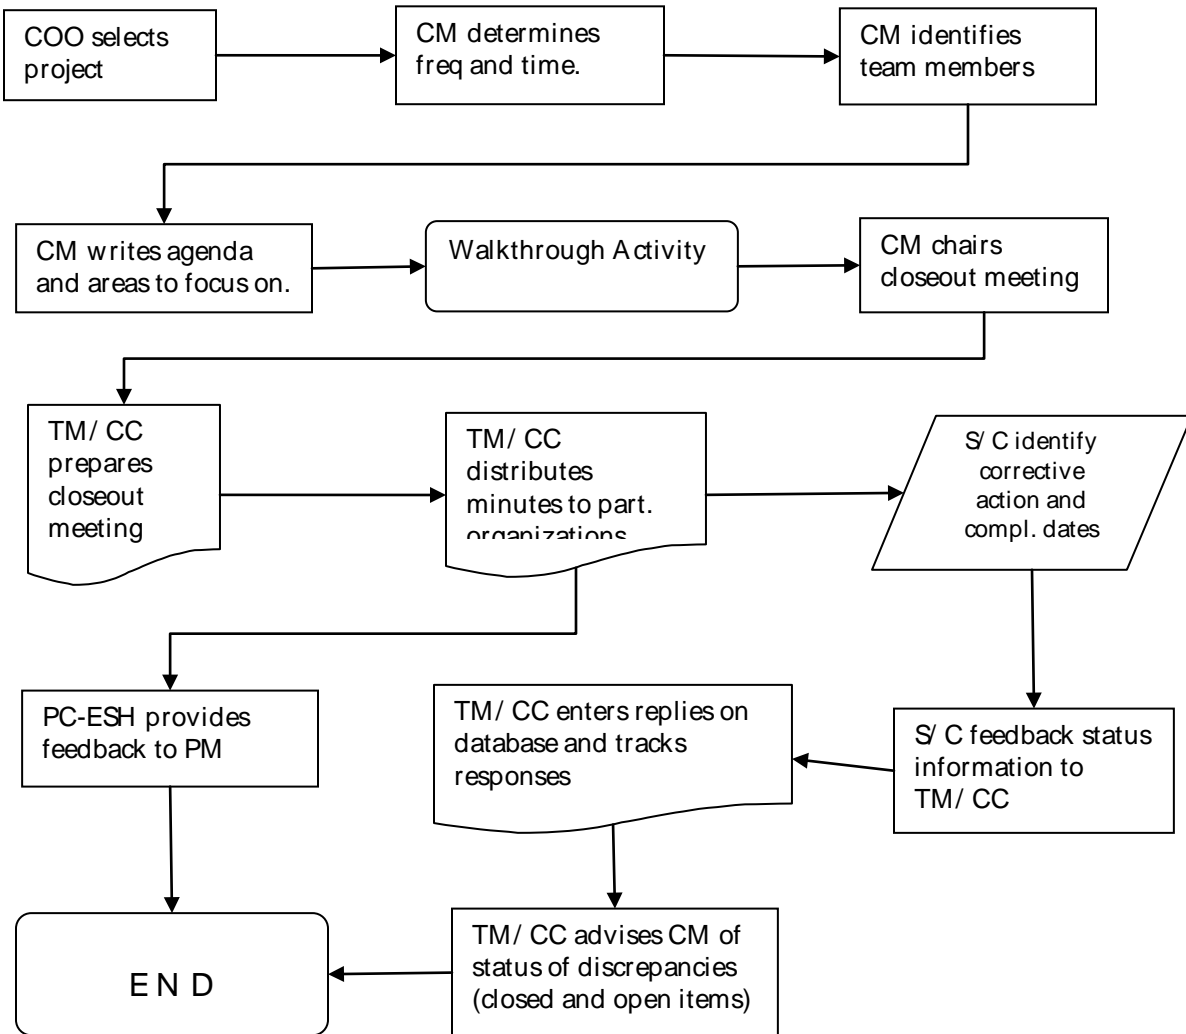 COO selects
project
CM determines
freq and time.
CM identifies
team members
CM writes agenda
and areas to focus on.
Walkthrough Activity
CM chairs
closeout meeting
TM/ CC
prepares
closeout
meeting
TM/ CC
distributes
minutes to part.
organizations
S/ C identify
corrective
action and
compl. dates
PC-ESH provides
feedback to PM
TM/ CC enters replies on
database and tracks
responses
S/ C feedback status
information to
TM/ CC
E N D
TM/ CC advises CM of
status of discrepancies
(closed and open items)